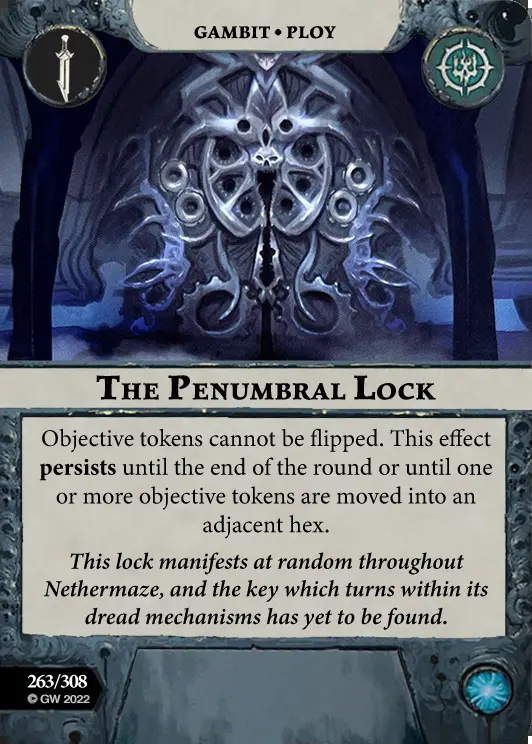 GAMBIT • PLOY
THE PENUMBRAL LOCK
Objective tokens cannot be flipped. This effect
persists until the end of the round or until one
or more objective tokens are moved into an
adjacent hex.
This lock manifests at random throughout
Nethermaze, and the key which turns within its
dread mechanisms has yet to be found.
263/308
© GW 2022